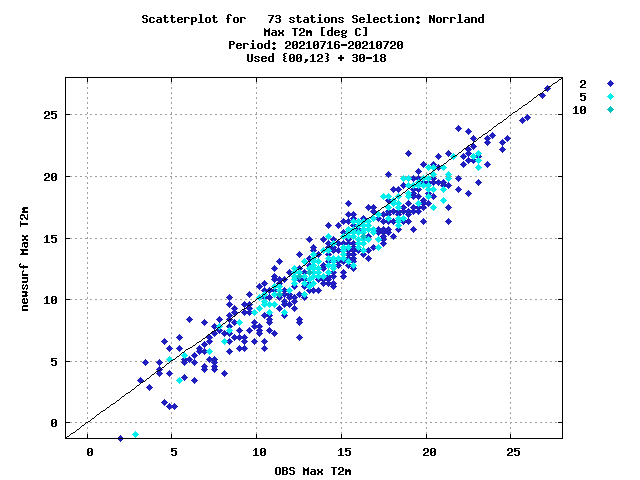 Scatterplot for   73 stations Selection: Norrland
Max T2m [deg C]
Period: 20210716-20210720
Used {00,12} + 30-18
2
5
10
25
20
15
10
5
0
newsurf Max T2m
0 5 10 15 20 25
OBS Max T2m